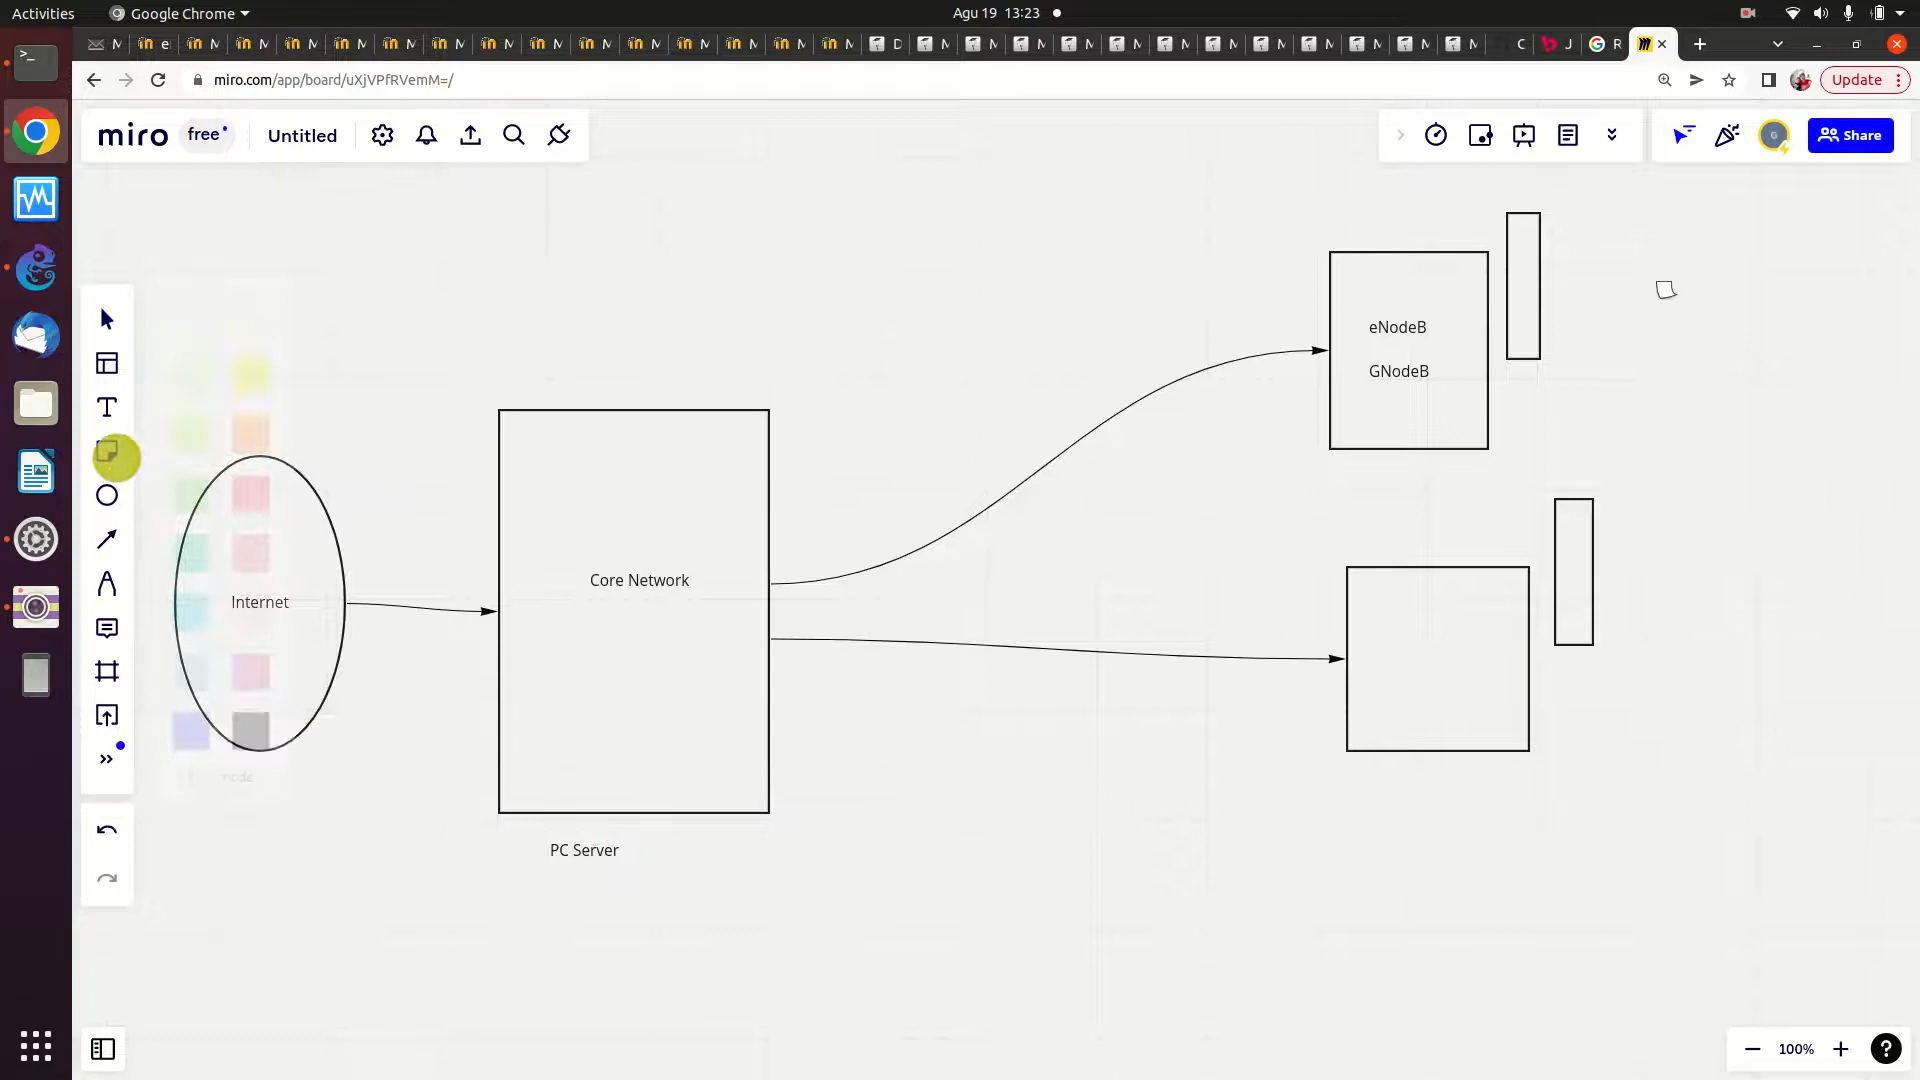 Activities Google Chrome Agu 19 13:23
M e M M M M M M M M M M M M M M D M M M M M M M M M M M M C J R
miro.com/app/board/uXjVPfRVemM=/ Update
miro free Untitled Share
eNodeB
GNodeB
Core Network
Internet
node
PC Server
100%